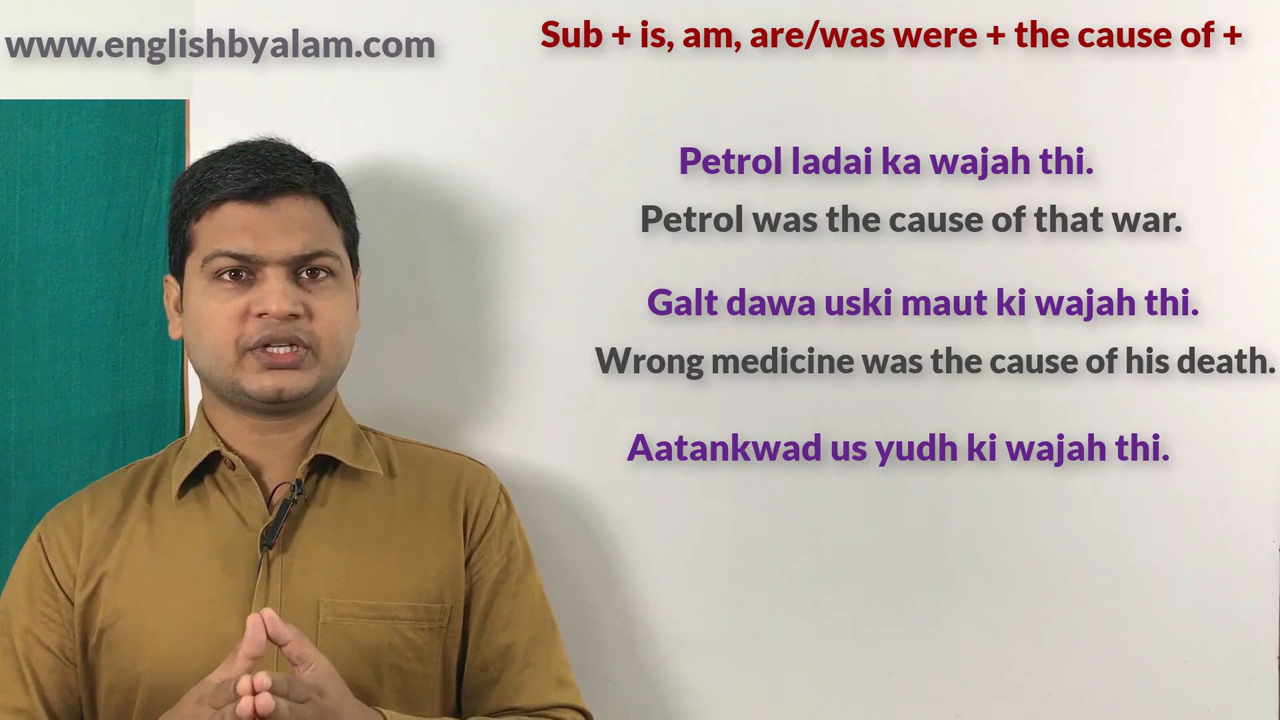 www.englishbyalam.com
Sub + is, am, are/was were + the cause of +
Petrol ladai ka wajah thi.
Petrol was the cause of that war.
Galt dawa uski maut ki wajah thi.
Wrong medicine was the cause of his death.
Aatankwad us yudh ki wajah thi.